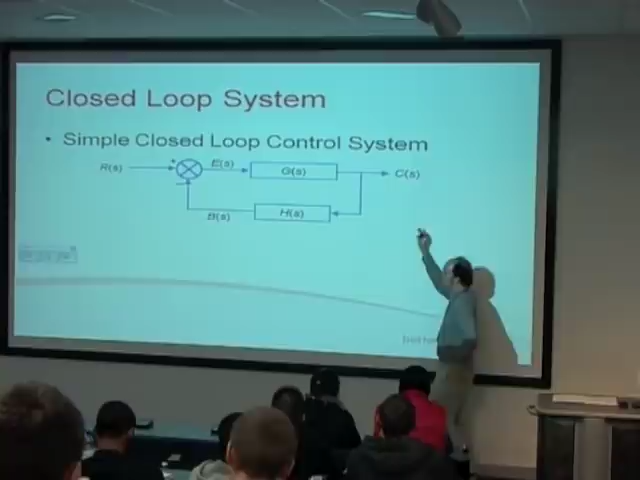 Closed Loop System
• Simple Closed Loop Control System
R(s)
+
E(s)
G(s)
C(s)
−
B(s)
H(s)